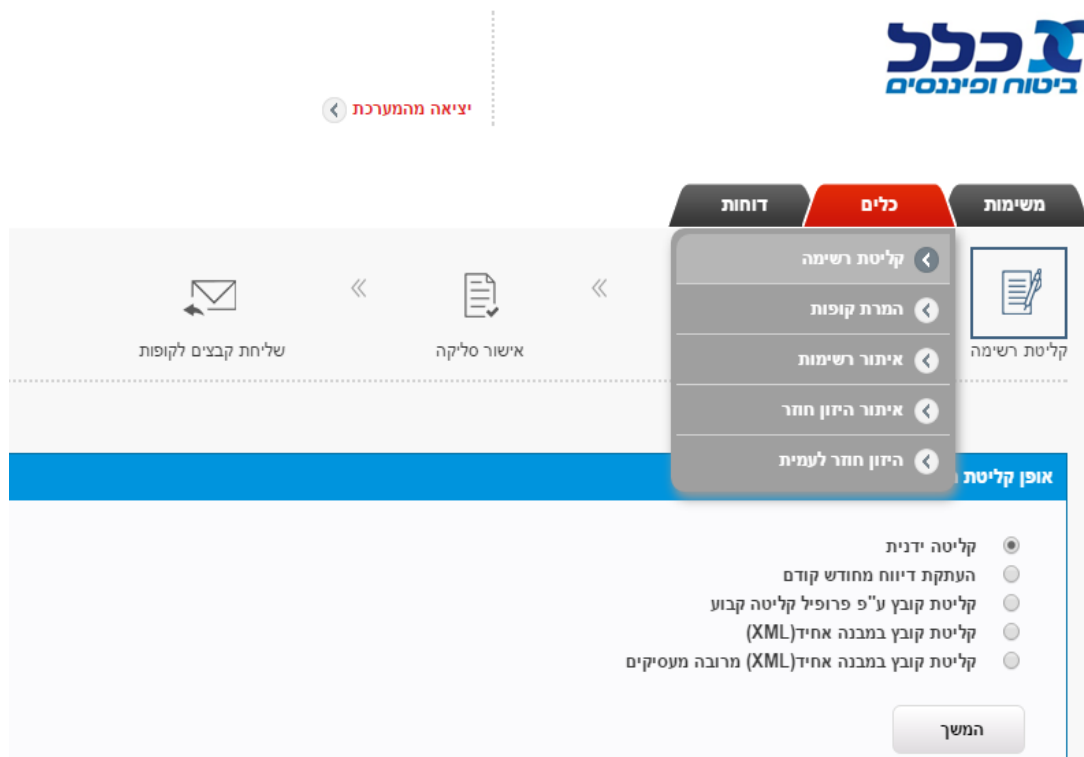 כלל
ביטוח ופיננסים
יציאה מהמערכת
משימות
כלים
דוחות
קליטת רשימה
המרת קופות
איתור רשימות
איתור היזון חוזר
היזון חוזר לעמית
קליטת רשימה
אישור סליקה
שליחת קבצים לקופות
אופן קליטת
קליטה ידנית
העתקת דיווח מחודש קודם
קליטת קובץ ע"פ פרופיל קליטה קבוע
קליטת קובץ במבנה אחיד(XML)
קליטת קובץ במבנה אחיד(XML) מרובה מעסיקים
המשך